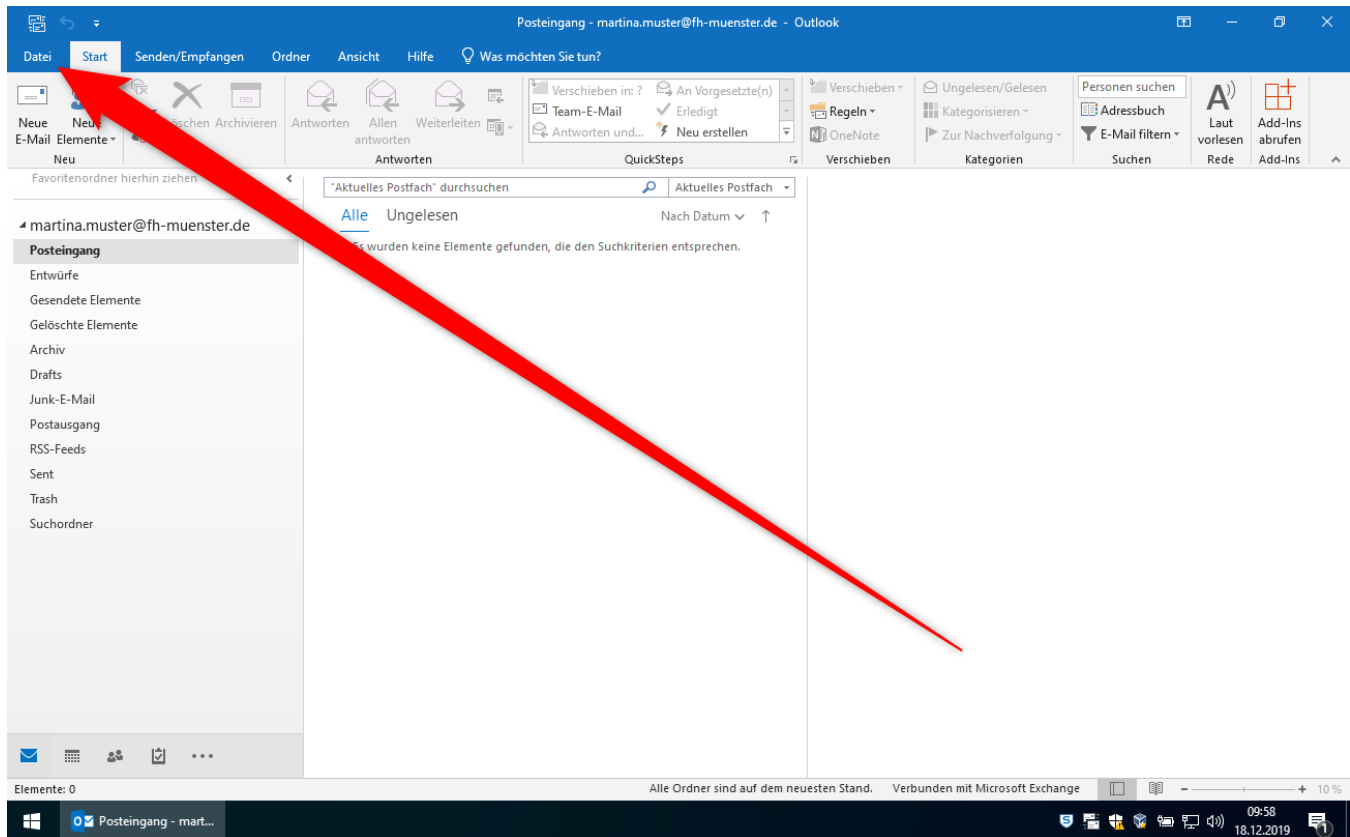 Posteingang - martina.muster@fh-muenster.de - Outlook
Datei Start Senden/Empfangen Ordner Ansicht Hilfe Was möchten Sie tun?
Neue E-Mail
Neue Elemente
Löschen
Archivieren
Neu
Antworten
Allen antworten
Weiterleiten
Antworten
Verschieben in: ?
Team-E-Mail
Antworten und...
An Vorgesetzte(n)
Erledigt
Neu erstellen
QuickSteps
Verschieben
Regeln
OneNote
Verschieben
Ungelesen/Gelesen
Kategorisieren
Zur Nachverfolgung
Kategorien
Personen suchen
Adressbuch
E-Mail filtern
Suchen
Laut vorlesen
Rede
Add-Ins abrufen
Add-Ins
Favoritenordner hierhin ziehen
martina.muster@fh-muenster.de
Posteingang
Entwürfe
Gesendete Elemente
Gelöschte Elemente
Archiv
Drafts
Junk-E-Mail
Postausgang
RSS-Feeds
Sent
Trash
Suchordner
"Aktuelles Postfach" durchsuchen
Aktuelles Postfach
Alle Ungelesen Nach Datum
Es wurden keine Elemente gefunden, die den Suchkriterien entsprechen.
Elemente: 0
Alle Ordner sind auf dem neuesten Stand. Verbunden mit Microsoft Exchange
10 %
Posteingang - mart...
09:58
18.12.2019